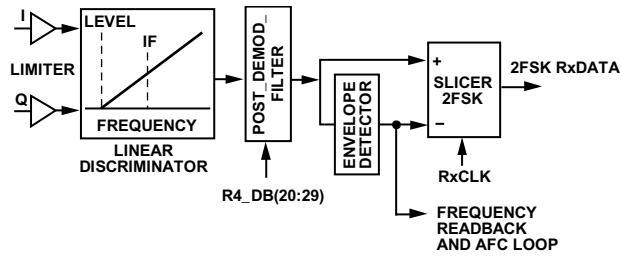 I
LIMITER
Q
LEVEL
IF
FREQUENCY
LINEAR
DISCRIMINATOR
POST_DEMOD_
FILTER
R4_DB(20:29)
ENVELOPE
DETECTOR
+
SLICER
2FSK
−
RxCLK
2FSK RxDATA
FREQUENCY
READBACK
AND AFC LOOP